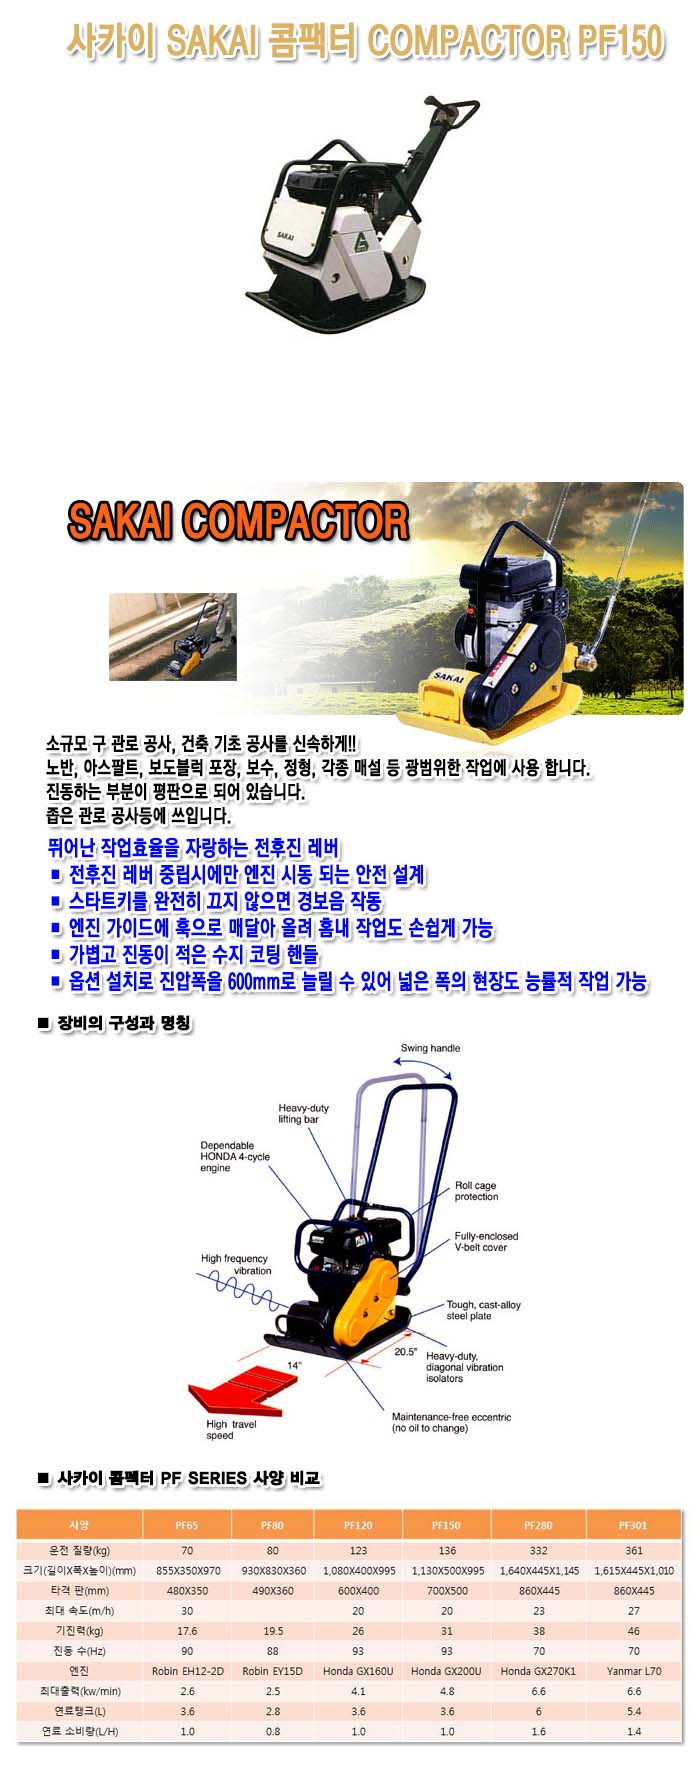 사카이 SAKAI 콤팩터 COMPACTOR PF150
SAKAI
SAKAI COMPACTOR
SAKAI
소규모 구 관로 공사, 건축 기초 공사를 신속하게!!
노반, 아스팔트, 보도블럭 포장, 보수, 정형, 각종 매설 등 광범위한 작업에 사용 합니다.
진동하는 부분이 평판으로 되어 있습니다.
좁은 관로 공사등에 쓰입니다.
뛰어난 작업효율을 자랑하는 전후진 레버
■ 전후진 레버 중립시에만 엔진 시동 되는 안전 설계
■ 스타트키를 완전히 끄지 않으면 경보음 작동
■ 엔진 가이드에 훅으로 매달아 올려 홈내 작업도 손쉽게 가능
■ 가볍고 진동이 적은 수지 코팅 핸들
■ 옵션 설치로 진압폭을 600mm로 늘릴 수 있어 넓은 폭의 현장도 능률적 작업 가능
■ 장비의 구성과 명칭
Swing handle
Heavy-duty
lifting bar
Dependable
HONDA 4-cycle
engine
Roll cage
protection
Fully-enclosed
V-belt cover
High frequency
vibration
Tough, cast-alloy
steel plate
20.5"
14"
Heavy-duty,
diagonal vibration
isolators
High travel
speed
Maintenance-free eccentric
(no oil to change)
■ 사카이 콤펙터 PF SERIES 사양 비교
사양 PF65 PF80 PF120 PF150 PF280 PF301
운전 질량(kg) 70 80 123 136 332 361
크기(길이X폭X높이)(mm) 855X350X970 930X830X360 1,080X400X995 1,130X500X995 1,640X445X1,145 1,615X445X1,010
타격 판(mm) 480X350 490X360 600X400 700X500 860X445 860X445
최대 속도(m/h) 30 20 20 23 27
기진력(kg) 17.6 19.5 26 31 38 46
진동 수(Hz) 90 88 93 93 70 70
엔진 Robin EH12-2D Robin EY15D Honda GX160U Honda GX200U Honda GX270K1 Yanmar L70
최대출력(kw/min) 2.6 2.5 4.1 4.8 6.6 6.6
연료탱크(L) 3.6 2.8 3.6 3.6 6 5.4
연료 소비량(L/H) 1.0 0.8 1.0 1.0 1.6 1.4